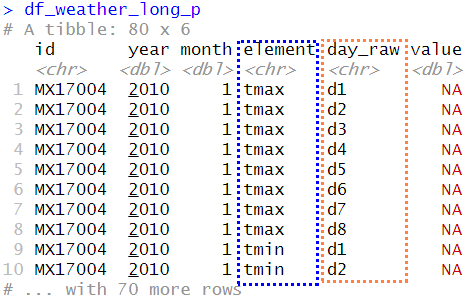 > df_weather_long_p
# A tibble: 80 x 6
id year month element day_raw value
<chr> <dbl> <dbl> <chr> <chr> <dbl>
1 MX17004 2010 1 tmax d1 NA
2 MX17004 2010 1 tmax d2 NA
3 MX17004 2010 1 tmax d3 NA
4 MX17004 2010 1 tmax d4 NA
5 MX17004 2010 1 tmax d5 NA
6 MX17004 2010 1 tmax d6 NA
7 MX17004 2010 1 tmax d7 NA
8 MX17004 2010 1 tmax d8 NA
9 MX17004 2010 1 tmin d1 NA
10 MX17004 2010 1 tmin d2 NA
# ... with 70 more rows